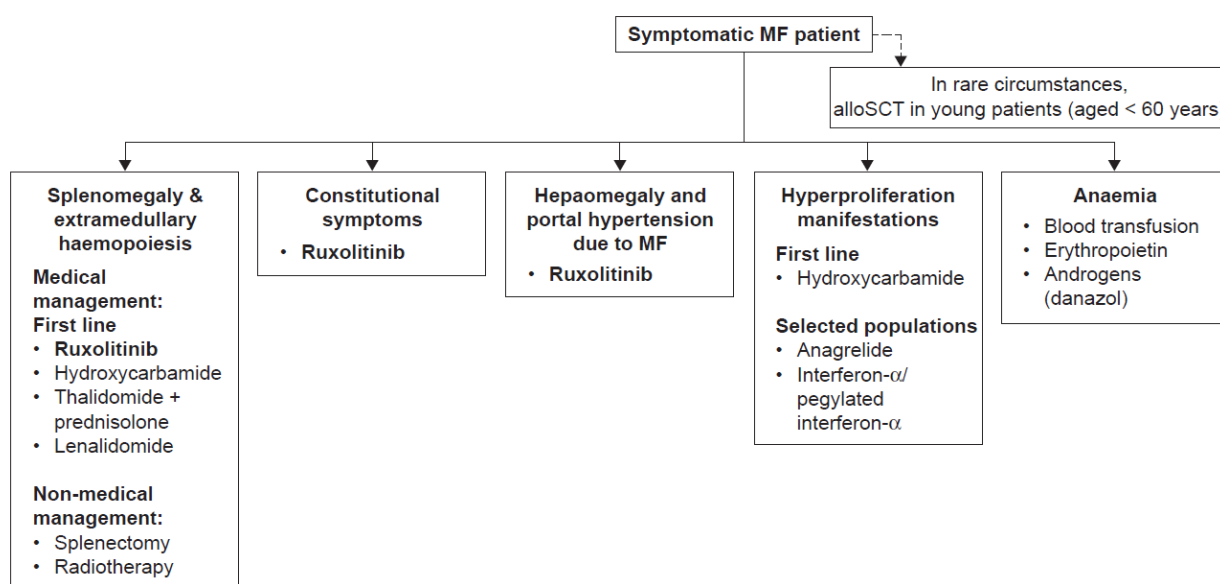 Symptomatic MF patient
In rare circumstances,
alloSCT in young patients (aged < 60 years
Splenomegaly &
extramedullary
haemopoiesis
Medical
management:
First line
• Ruxolitinib
• Hydroxycarbamide
• Thalidomide +
prednisolone
• Lenalidomide
Non-medical
management:
• Splenectomy
• Radiotherapy
Constitutional
symptoms
• Ruxolitinib
Hepaomegaly and
portal hypertension
due to MF
• Ruxolitinib
Hyperproliferation
manifestations
First line
• Hydroxycarbamide
Selected populations
• Anagrelide
• Interferon-α/
pegylated
interferon-α
Anaemia
• Blood transfusion
• Erythropoietin
• Androgens
(danazol)